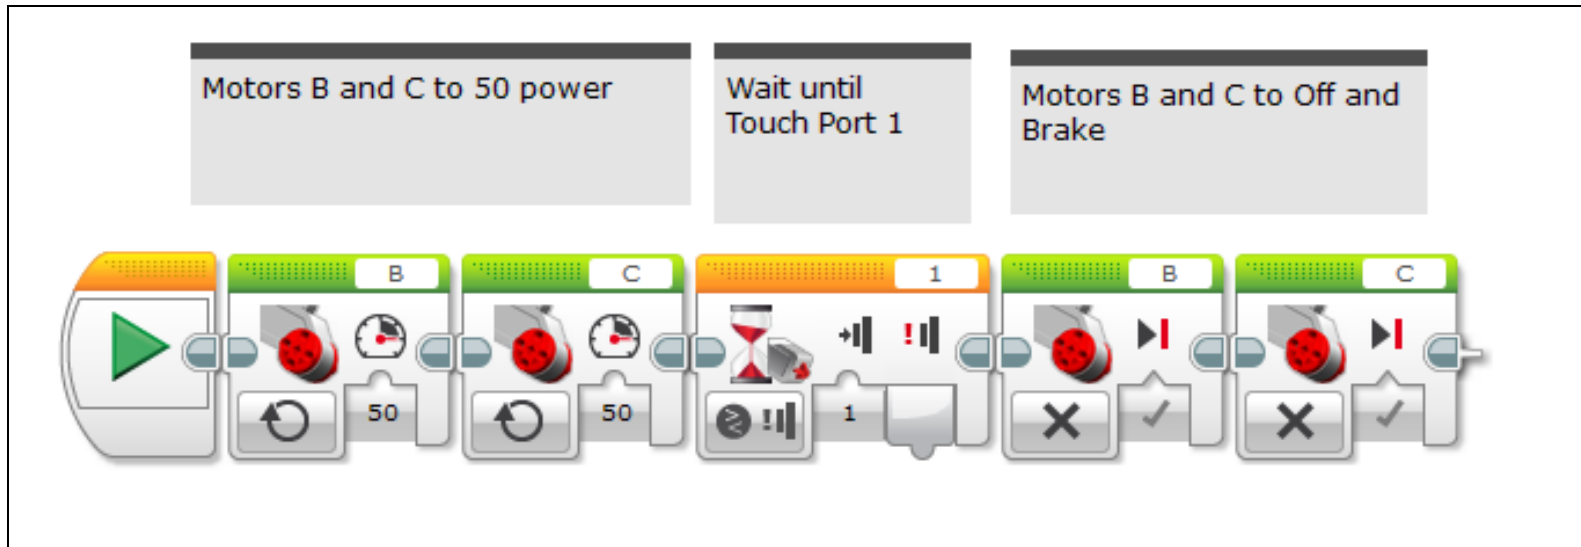 Motors B and C to 50 power
Wait until
Touch Port 1
Motors B and C to Off and
Brake
B
C
1
B
C
50
50
1